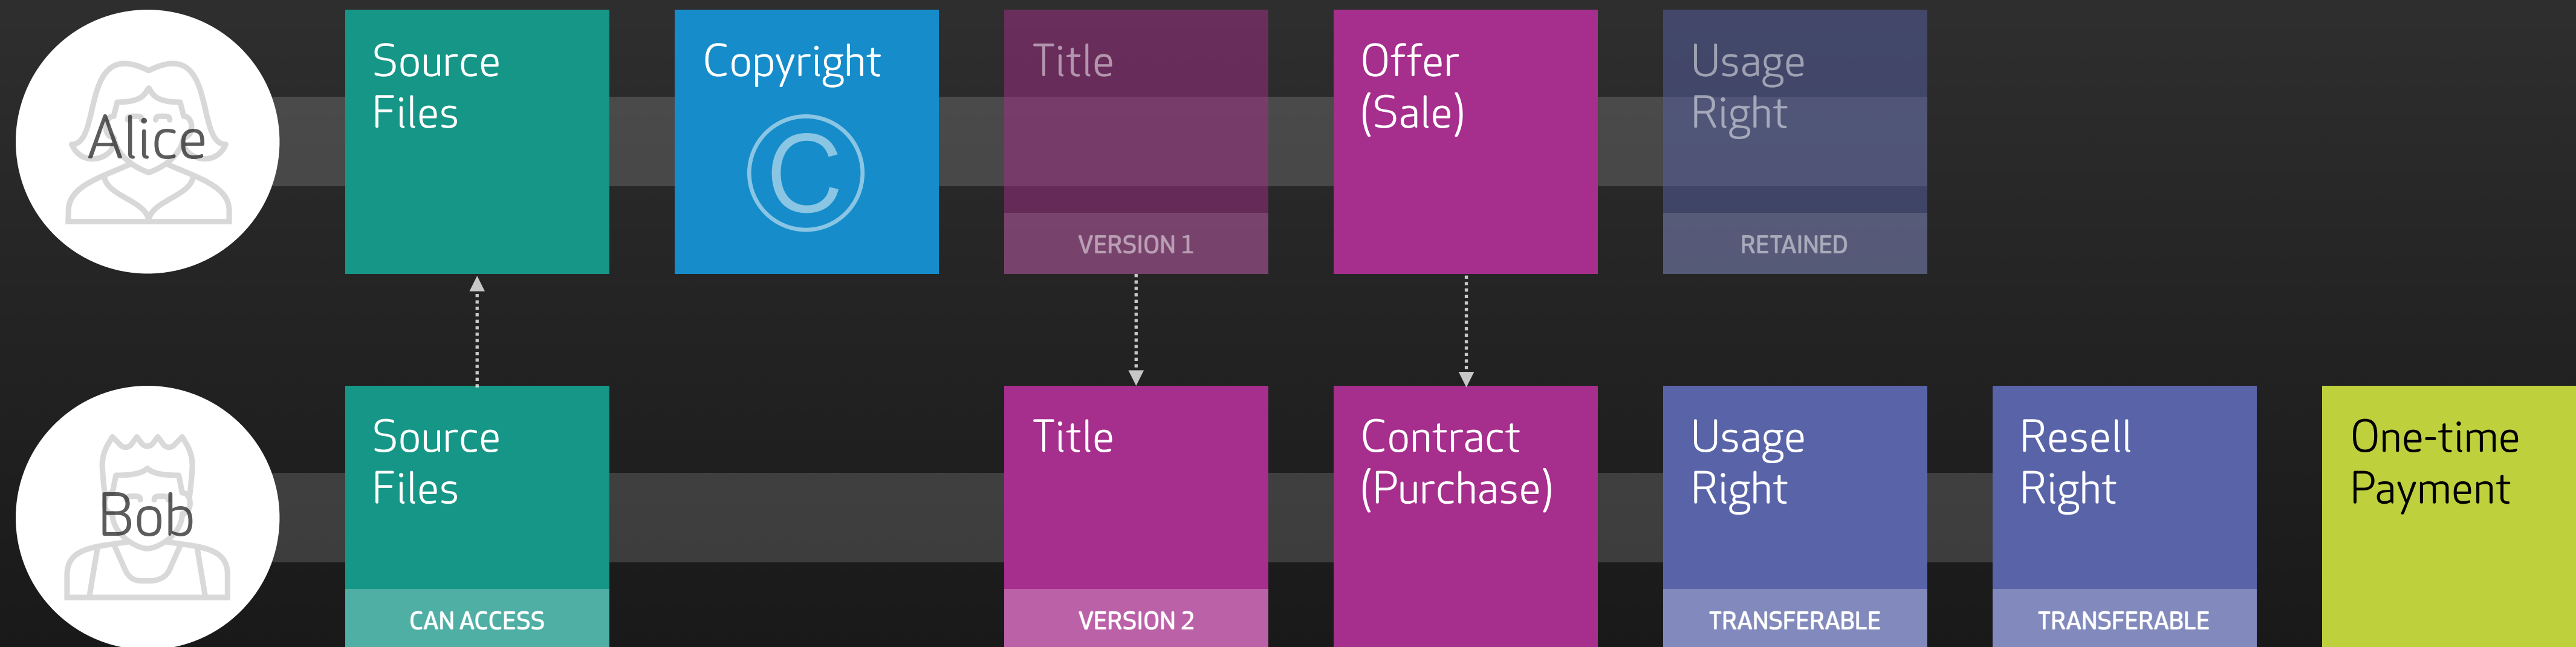 Alice
Source
Files
Copyright
©
Title
VERSION 1
Offer
(Sale)
Usage
Right
RETAINED
Bob
Source
Files
CAN ACCESS
Title
VERSION 2
Contract
(Purchase)
Usage
Right
TRANSFERABLE
Resell
Right
TRANSFERABLE
One-time
Payment